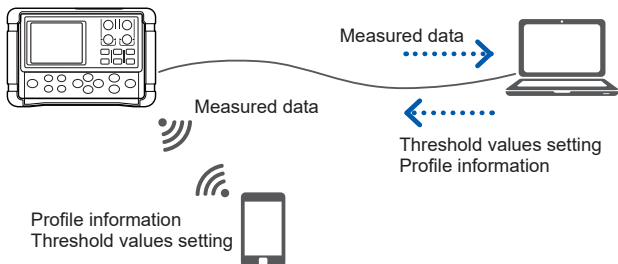 Measured data
Measured data
Threshold values setting
Profile information
Profile information
Threshold values setting